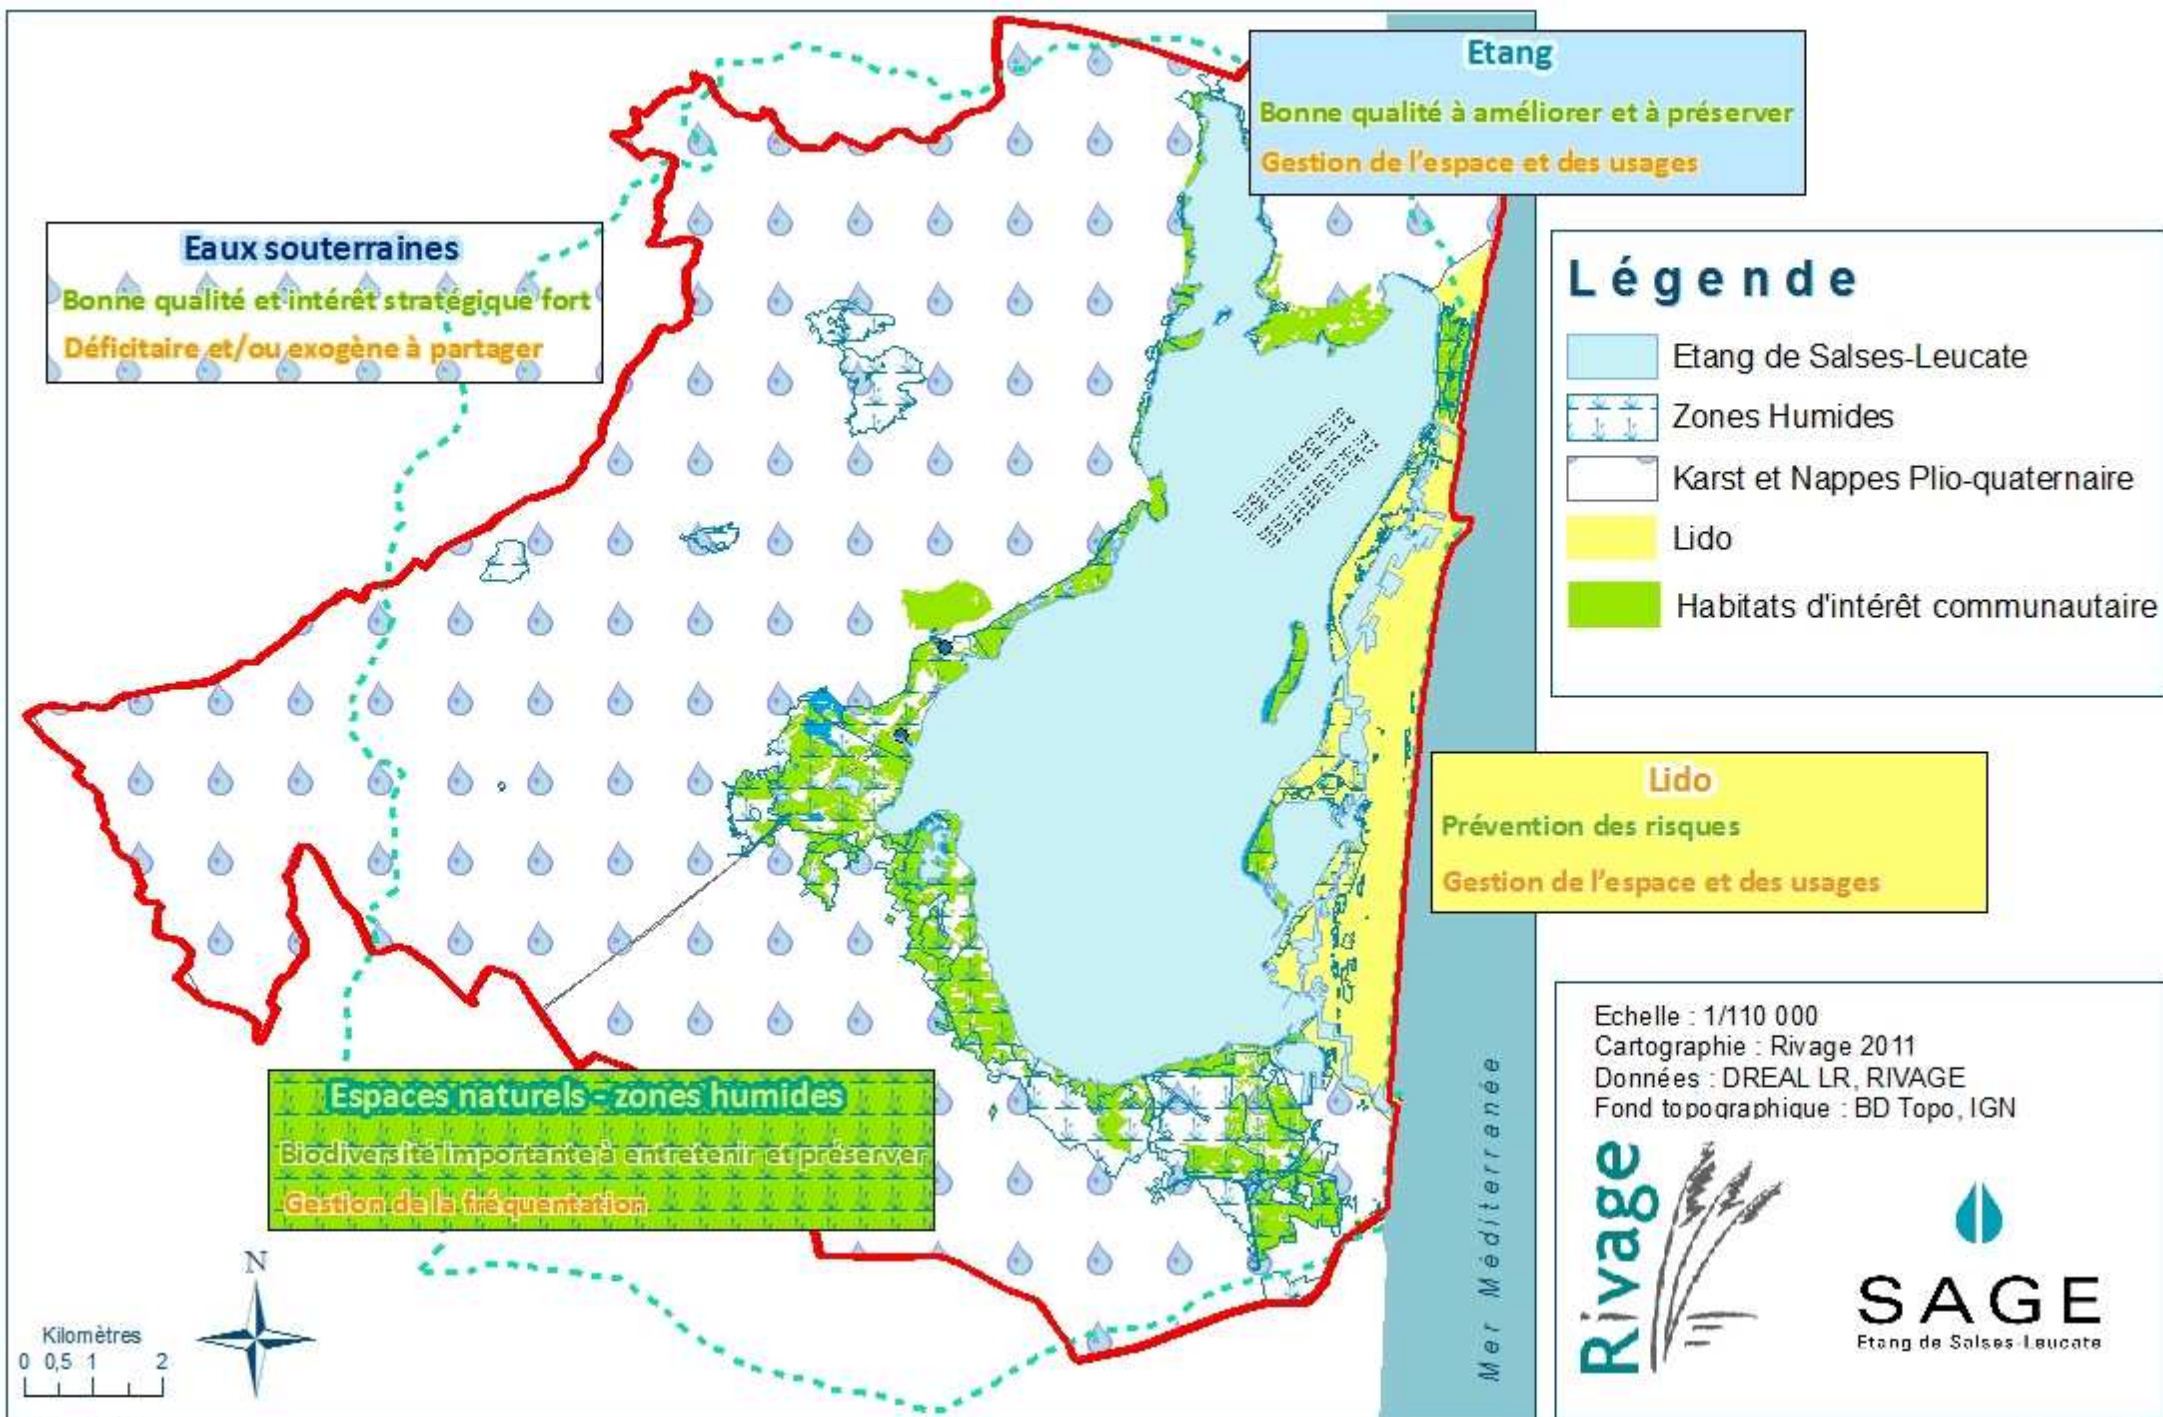 Etang
Bonne qualité à améliorer et à préserver
Gestion de l'espace et des usages
Eaux souterraines
Bonne qualité et intérêt stratégique fort
Déficitaire et/ou exogène à partager
Légende
Etang de Salses-Leucate
Zones Humides
Karst et Nappes Plio-quaternaire
Lido
Habitats d'intérêt communautaire
Lido
Prévention des risques
Gestion de l'espace et des usages
Espaces naturels - zones humides
Biodiversité importante à entretenir et préserver
Gestion de la fréquentation
Mer Méditerranée
Echelle : 1/110 000
Cartographie : Rivage 2011
Données : DREAL LR, RIVAGE
Fond topographique : BD Topo, IGN
Rivage
SAGE
Etang de Salses-Leucate
N
Kilomètres
0 0,5 1 2